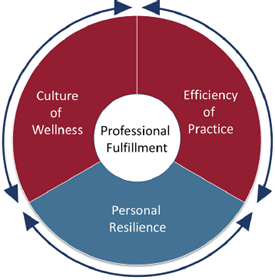 Culture
of
Wellness
Efficiency
of
Practice
Professional
Fulfillment
Personal
Resilience